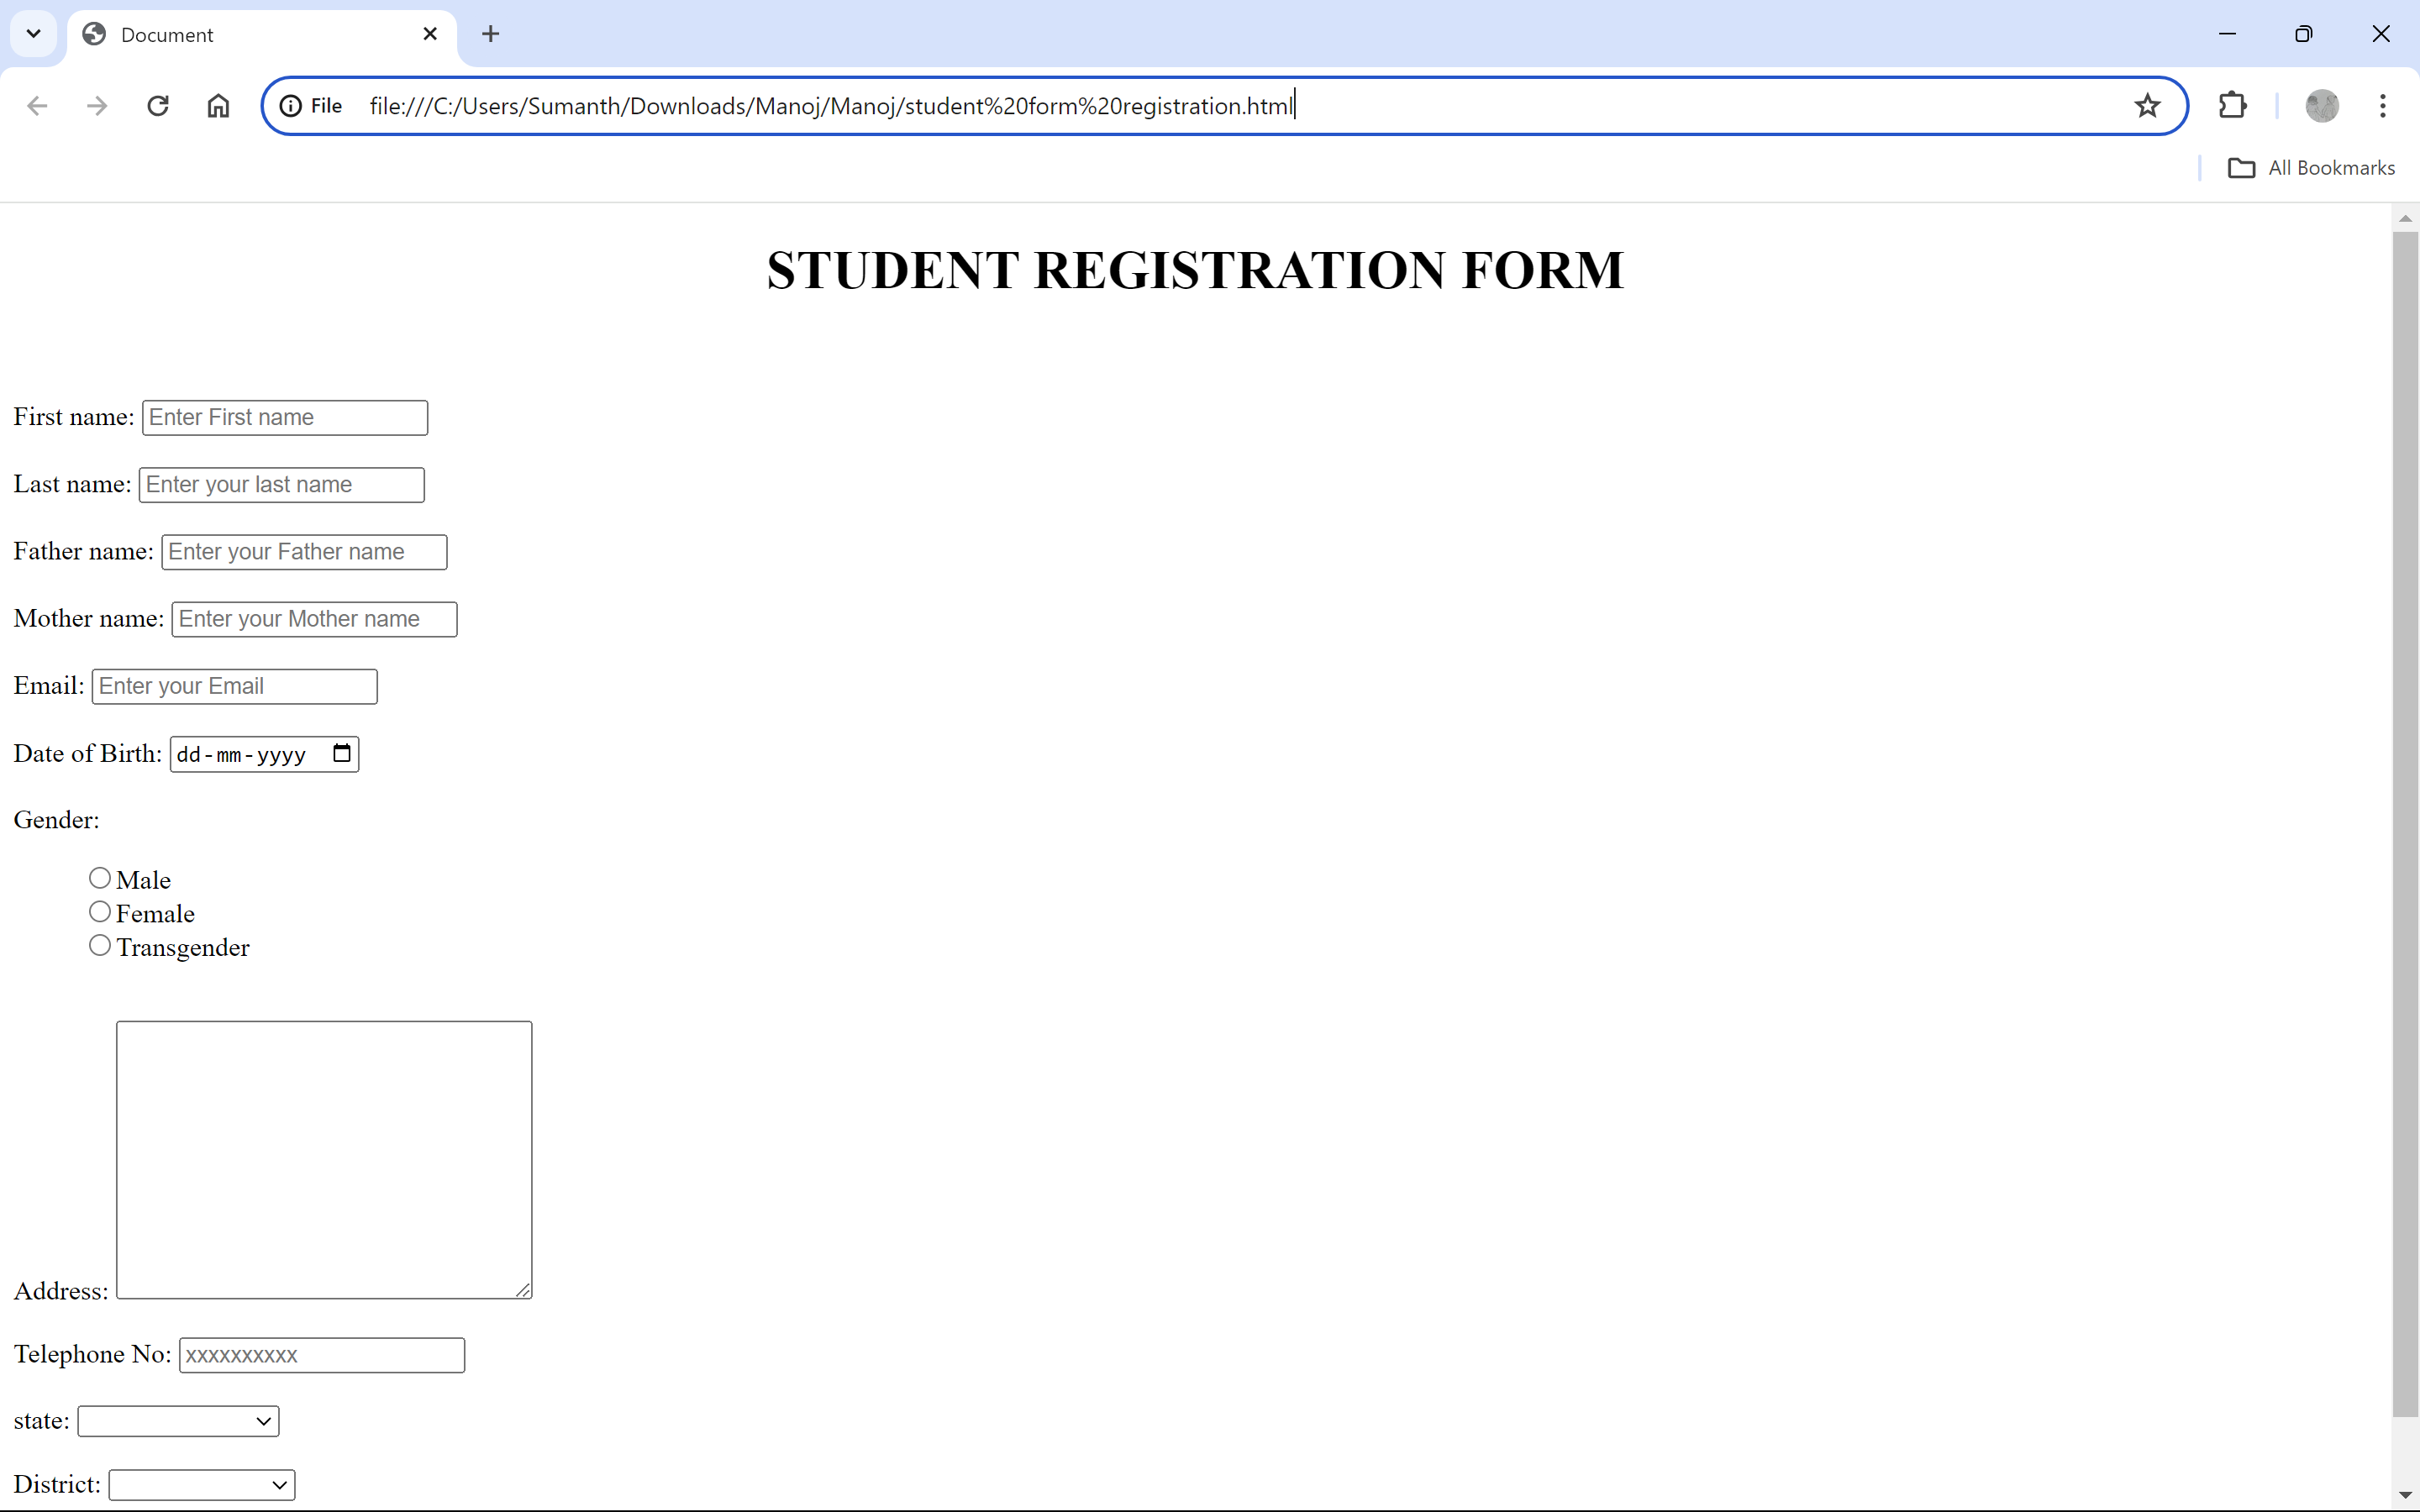 Document
File file:///C:/Users/Sumanth/Downloads/Manoj/Manoj/student%20form%20registration.html
All Bookmarks
STUDENT REGISTRATION FORM
First name: Enter First name
Last name: Enter your last name
Father name: Enter your Father name
Mother name: Enter your Mother name
Email: Enter your Email
Date of Birth: dd-mm-yyyy
Gender:
Male
Female
Transgender
Address:
Telephone No: xxxxxxxxxx
state:
District: